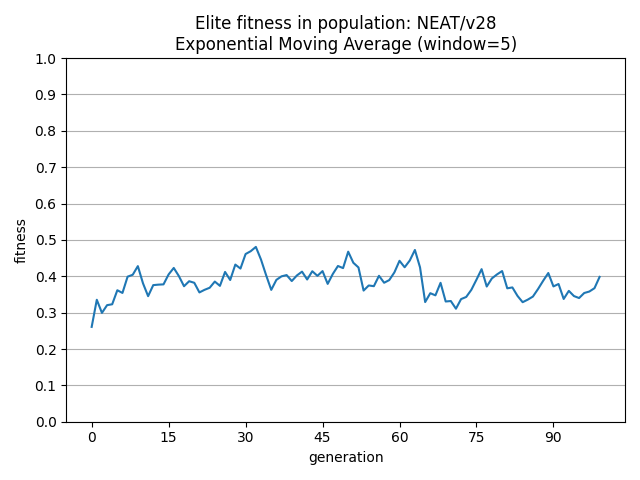 Elite fitness in population: NEAT/v28
Exponential Moving Average (window=5)
1.0
0.9
0.8
0.7
0.6
0.5
0.4
0.3
0.2
0.1
0.0
fitness
0 15 30 45 60 75 90
generation